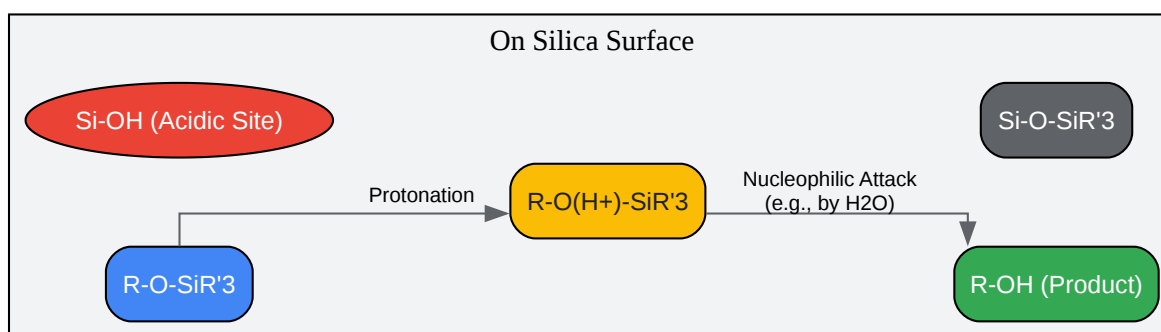 On Silica Surface
Si-OH (Acidic Site)
Si-O-SiR'3
Protonation
R-O(H+)-SiR'3
Nucleophilic Attack
(e.g., by H2O)
R-O-SiR'3
R-OH (Product)